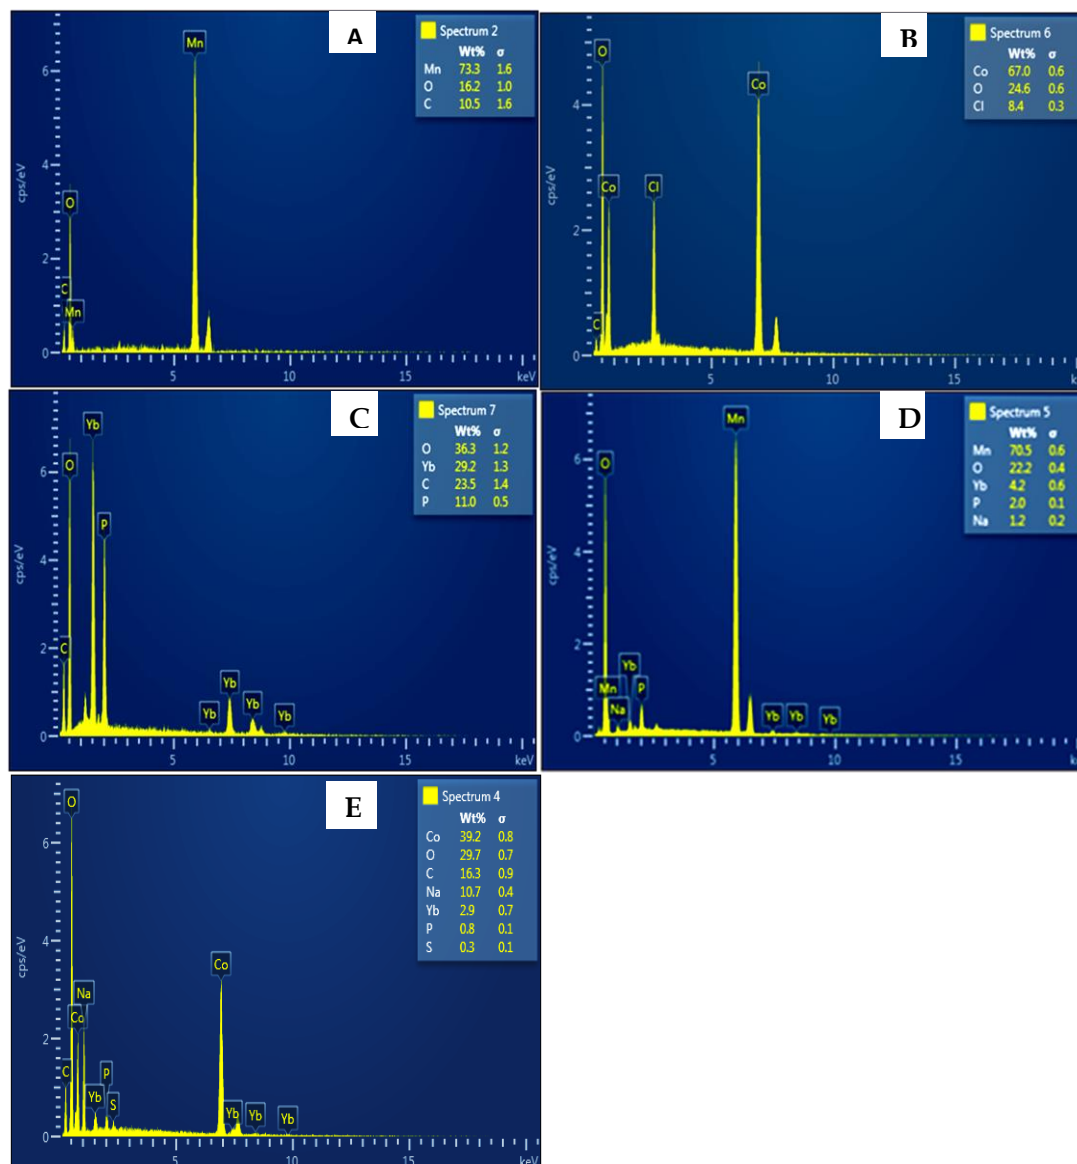 A
Spectrum 2
Wt% σ
Mn 73.3 1.6
O 16.2 1.0
C 10.5 1.6
Mn
6
4
cps/eV
O
2
C
Mn
0
5 10 15 keV
B
Spectrum 6
Wt% σ
Co 67.0 0.6
O 24.6 0.6
Cl 8.4 0.3
O
4
Co
cps/eV
Co Cl
2
C
0
5 10 15
C
Spectrum 7
Wt% σ
O 36.3 1.2
Yb 29.2 1.3
C 23.5 1.4
P 11.0 0.5
Yb
6
O
P
4
cps/eV
2
C
Yb
Yb Yb Yb
0
5 10 15 keV
D
Spectrum 5
Wt% σ
Mn 70.5 0.6
O 22.2 0.4
Yb 4.2 0.6
P 2.0 0.1
Na 1.2 0.2
Mn
6
O
4
cps/eV
2
Yb
Mn P
Na
Yb Yb Yb
0
5 10 15
E
Spectrum 4
Wt% σ
Co 39.2 0.8
O 29.7 0.7
C 16.3 0.9
Na 10.7 0.4
Yb 2.9 0.7
P 0.8 0.1
S 0.3 0.1
O
6
4
cps/eV
Co
Na
Co
2
C P
Yb S
Yb Yb Yb
0
5 10 15 keV